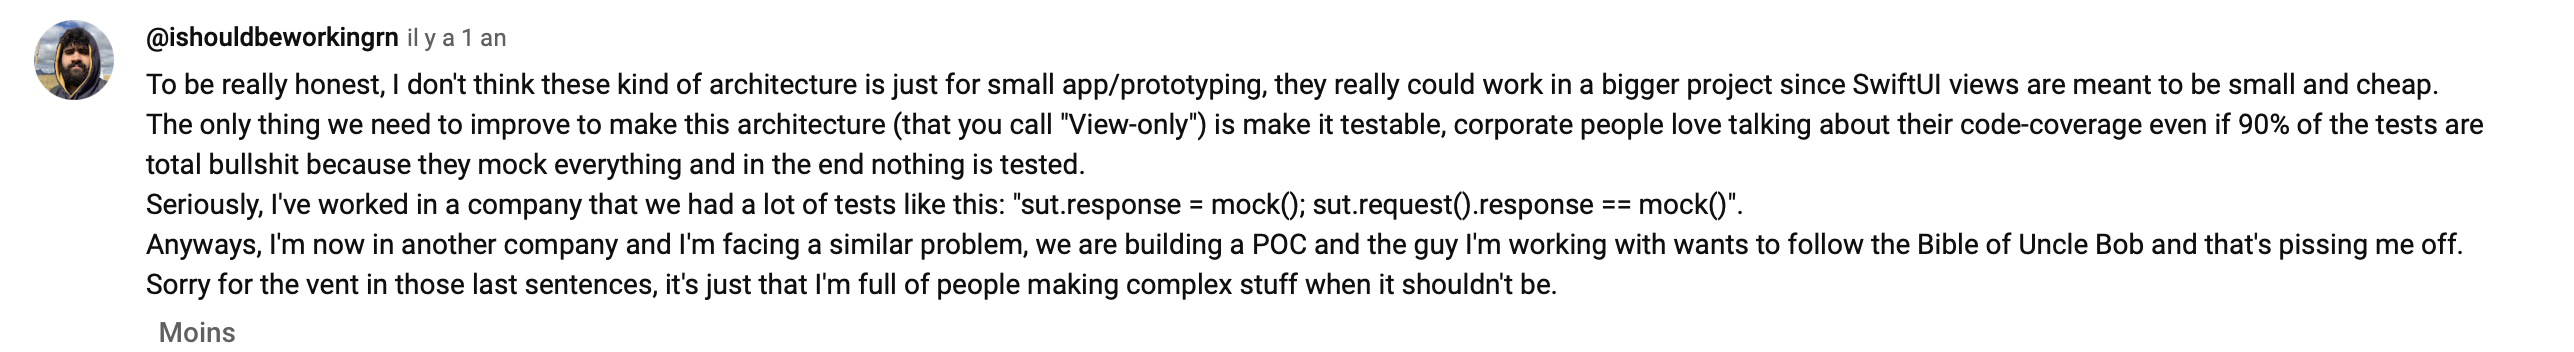 @ishouldbeworkingrn il y a 1 an
To be really honest, I don't think these kind of architecture is just for small app/prototyping, they really could work in a bigger project since SwiftUI views are meant to be small and cheap.
The only thing we need to improve to make this architecture (that you call "View-only") is make it testable, corporate people love talking about their code-coverage even if 90% of the tests are
total bullshit because they mock everything and in the end nothing is tested.
Seriously, I've worked in a company that we had a lot of tests like this: "sut.response = mock(); sut.request().response == mock()".
Anyways, I'm now in another company and I'm facing a similar problem, we are building a POC and the guy I'm working with wants to follow the Bible of Uncle Bob and that's pissing me off.
Sorry for the vent in those last sentences, it's just that I'm full of people making complex stuff when it shouldn't be.
Moins